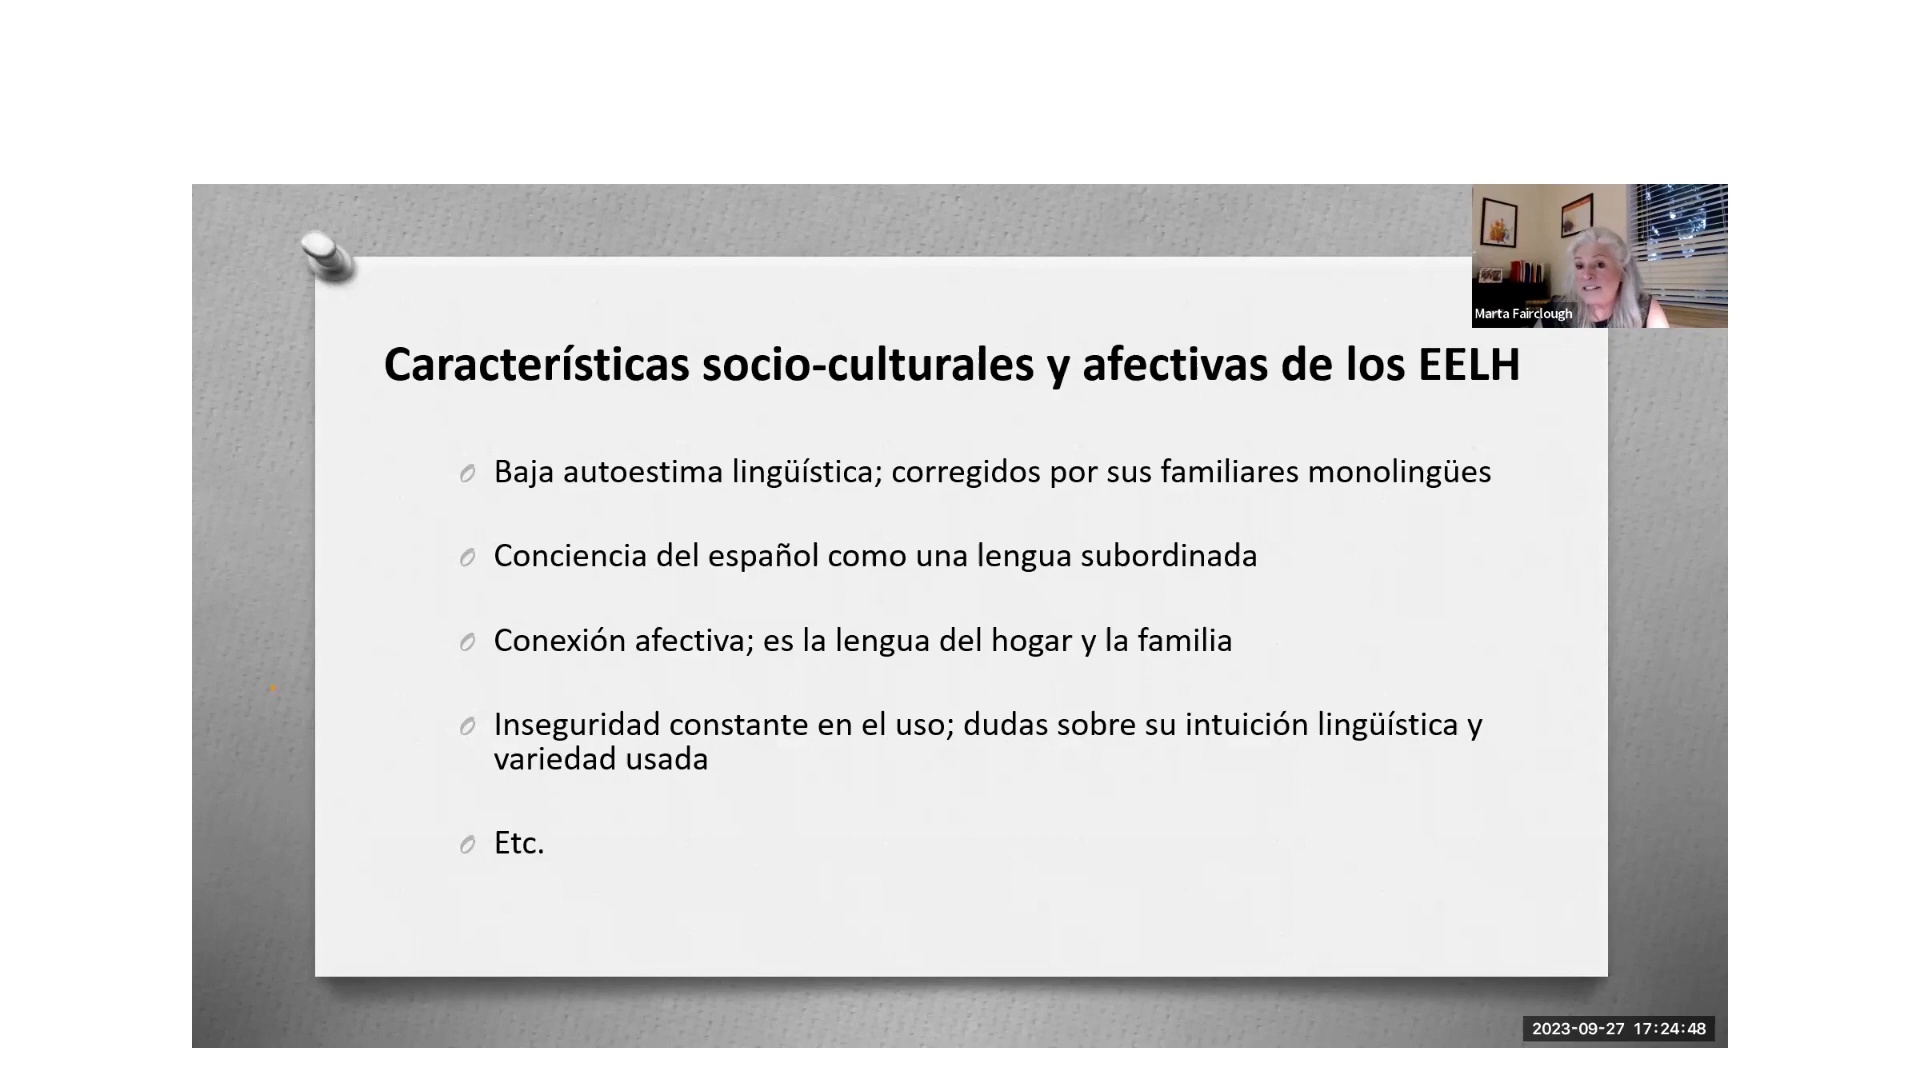 Marta Fairclough
Características socio-culturales y afectivas de los EELH
Baja autoestima lingüística; corregidos por sus familiares monolingües
Conciencia del español como una lengua subordinada
Conexión afectiva; es la lengua del hogar y la familia
Inseguridad constante en el uso; dudas sobre su intuición lingüística y
variedad usada
Etc.
2023-09-27 17:24:48